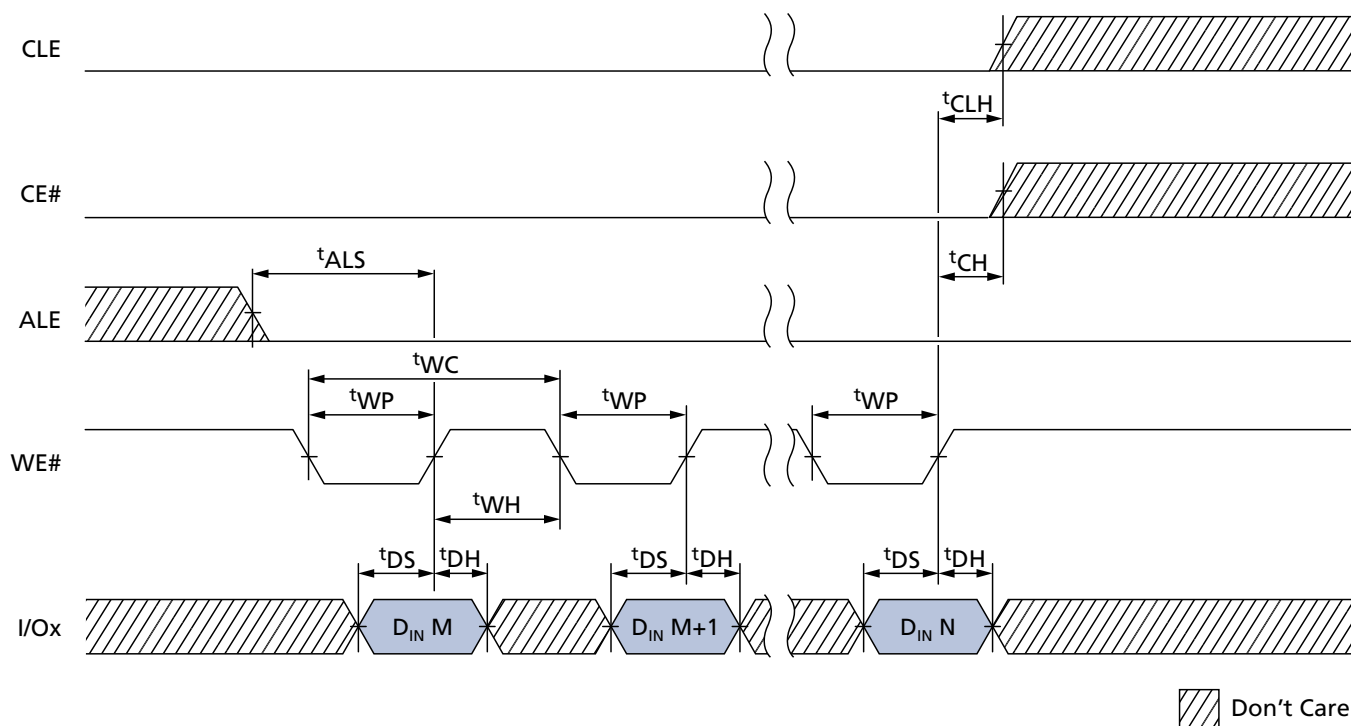 CLE
tCLH
CE#
tCH
tALS
ALE
tWC
tWP tWP tWP
WE#
tWH
tDS tDH tDS tDH tDS tDH
I/Ox DIN M DIN M+1 DIN N
Don't Care